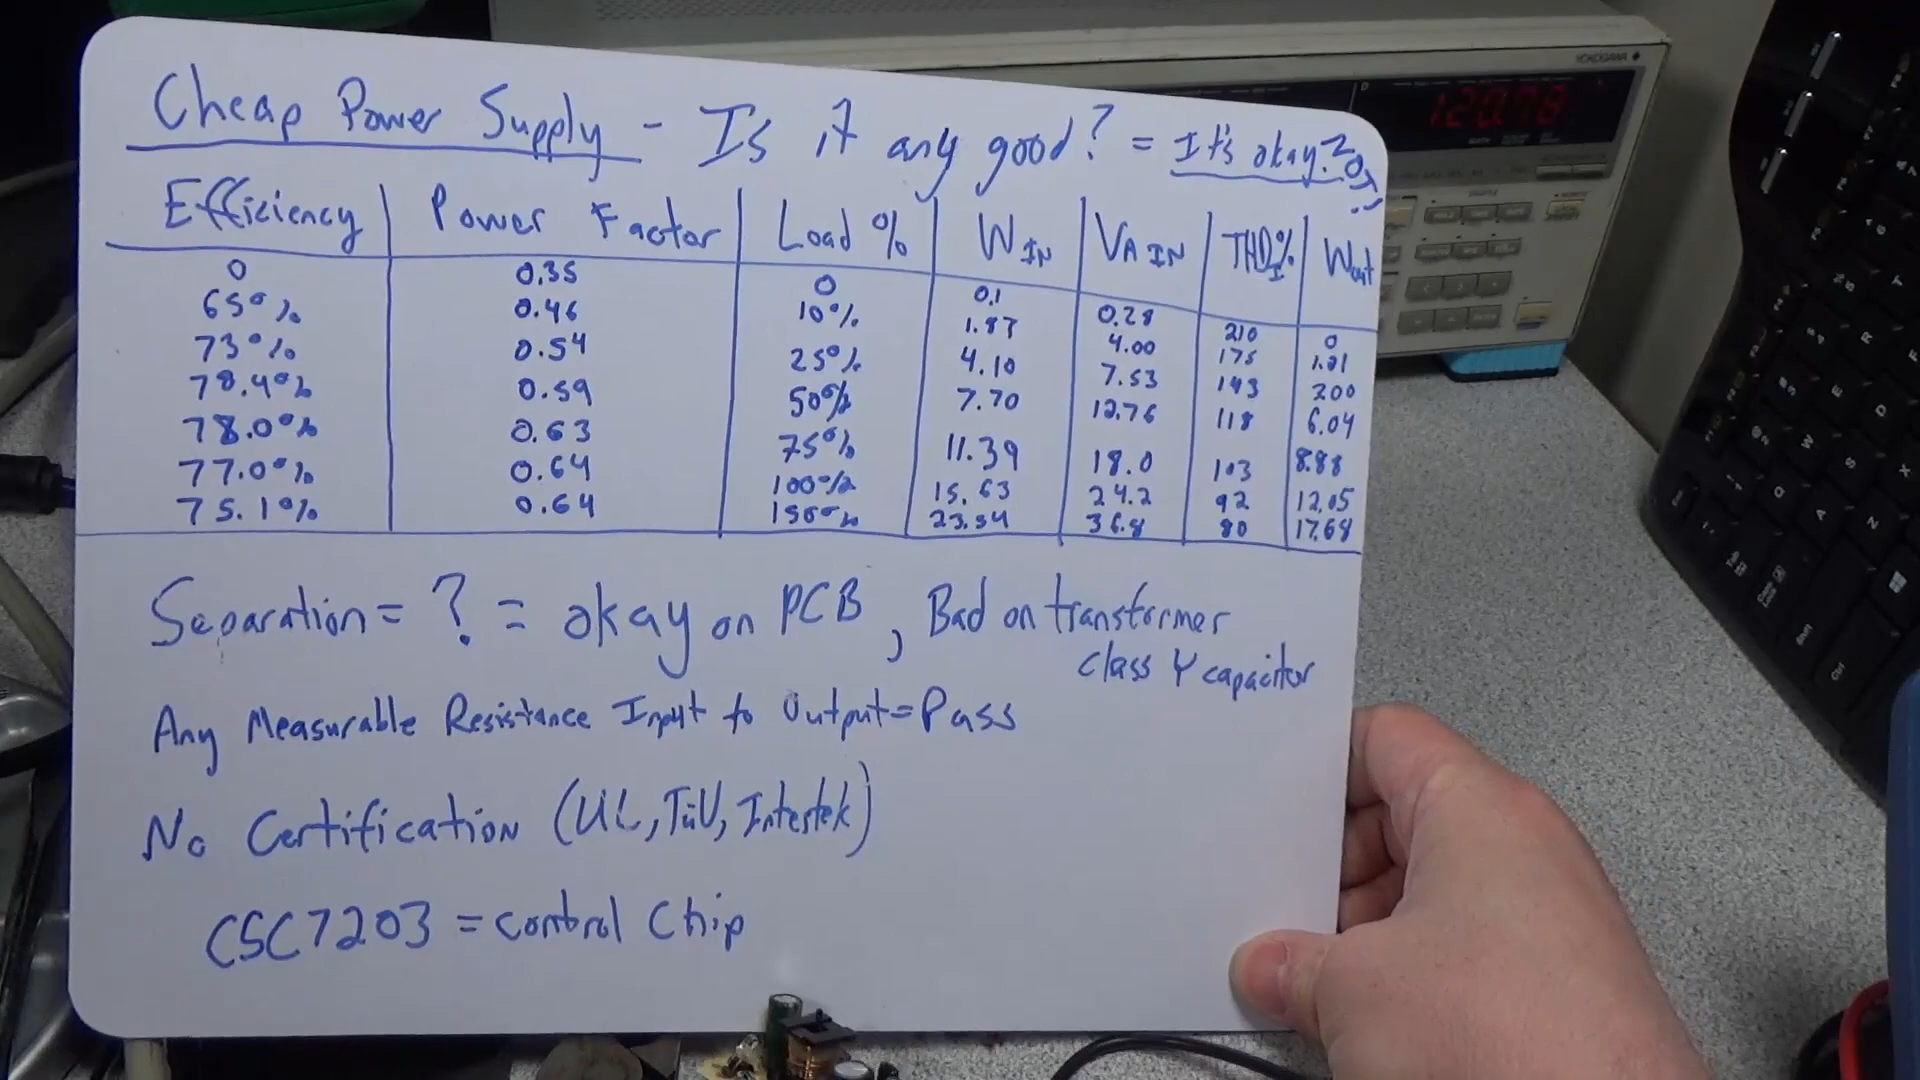 YOKOGAWA
120.78
Cheap Power Supply - Is it any good? = It's okay. NOT!!
Efficiency Power Factor Load % W IN VA IN THD I % Wout
0 0.35 0 0.1 0.28 210 0
65% 0.46 10% 1.87 4.00 175 1.21
73% 0.54 25% 4.10 7.53 143 3.00
78.4% 0.59 50% 7.70 12.76 118 6.04
78.0% 0.63 75% 11.39 18.0 103 8.88
77.0% 0.64 100% 15.63 24.2 92 12.05
75.1% 0.64 150% 23.54 36.8 80 17.68
Separation = ? = okay on PCB, Bad on transformer
class Y capacitor
Any Measurable Resistance Input to Output = Pass
No Certification (UL, TüV, Intertek)
CSC7203 = control Chip